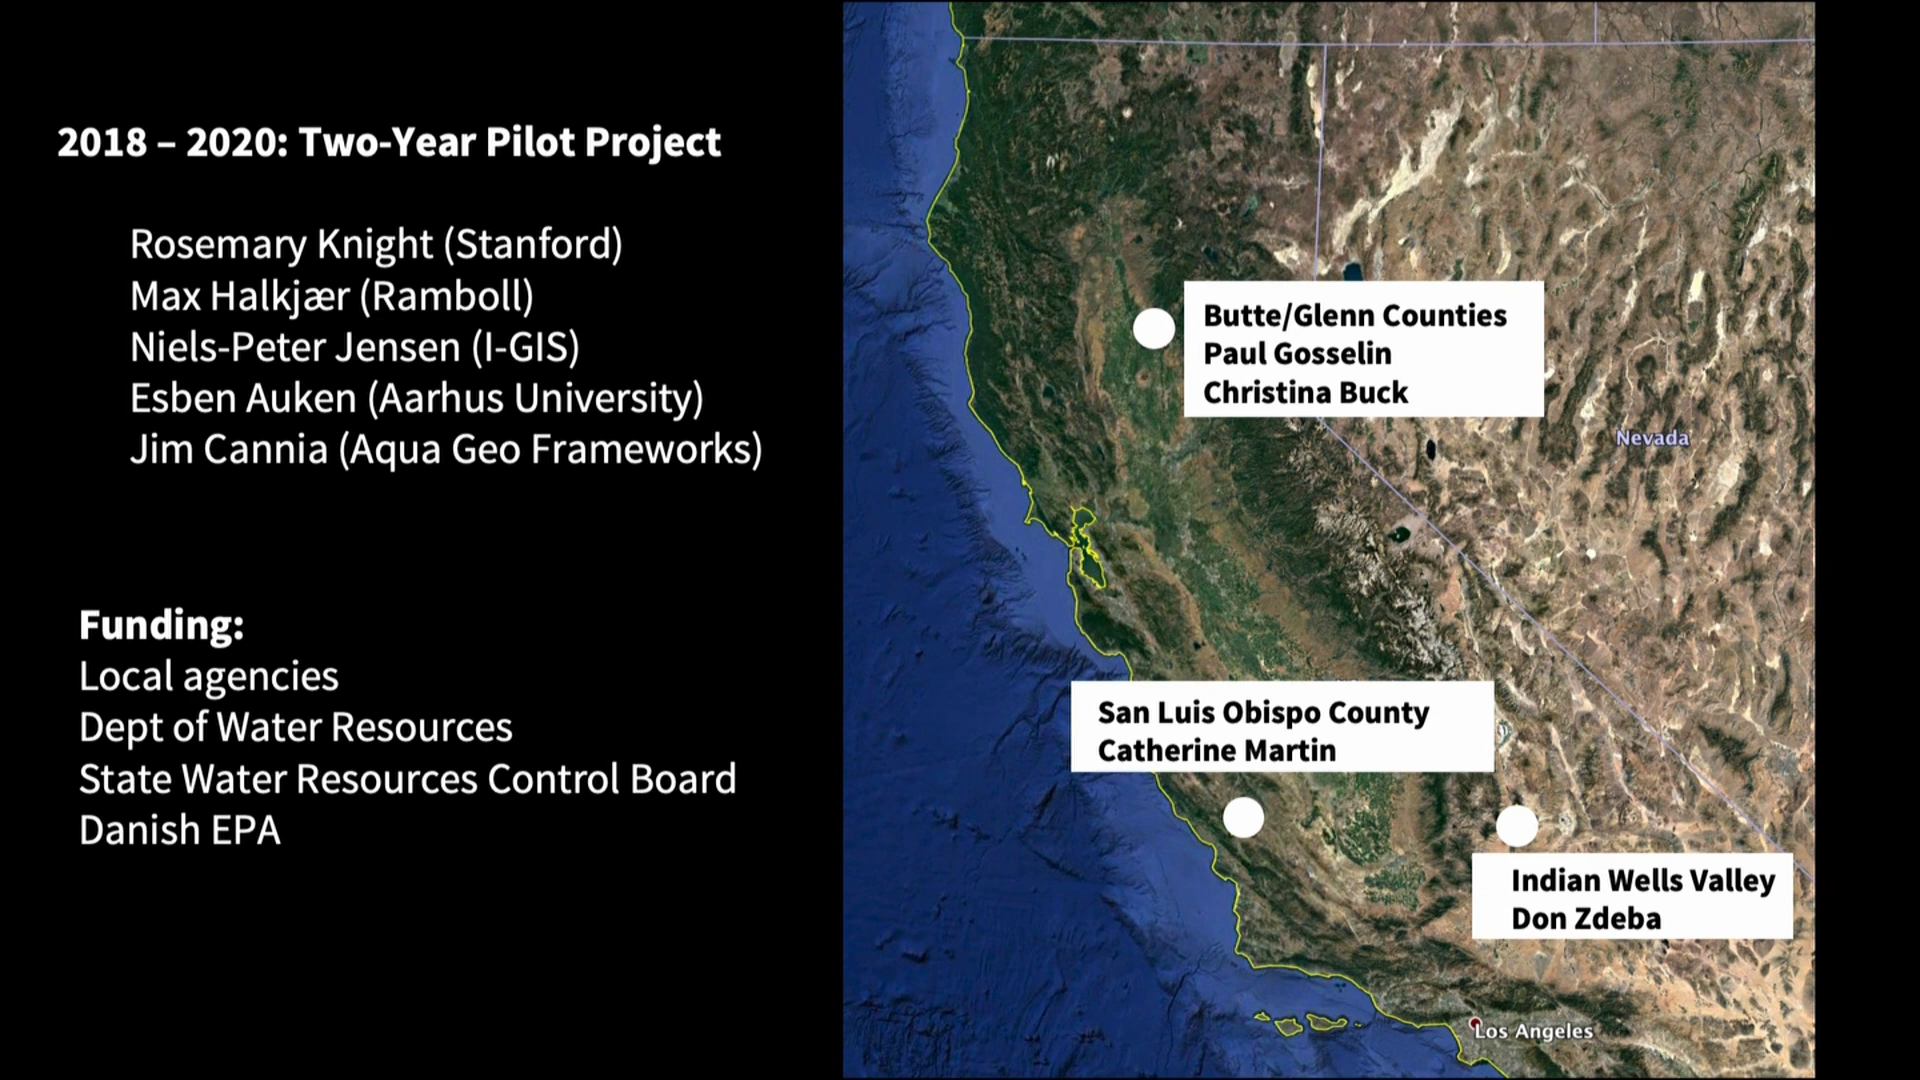 2018 – 2020: Two-Year Pilot Project
Rosemary Knight (Stanford)
Max Halkjær (Ramboll)
Niels-Peter Jensen (I-GIS)
Esben Auken (Aarhus University)
Jim Cannia (Aqua Geo Frameworks)
Funding:
Local agencies
Dept of Water Resources
State Water Resources Control Board
Danish EPA
Butte/Glenn Counties
Paul Gosselin
Christina Buck
Nevada
San Luis Obispo County
Catherine Martin
Indian Wells Valley
Don Zdeba
Los Angeles